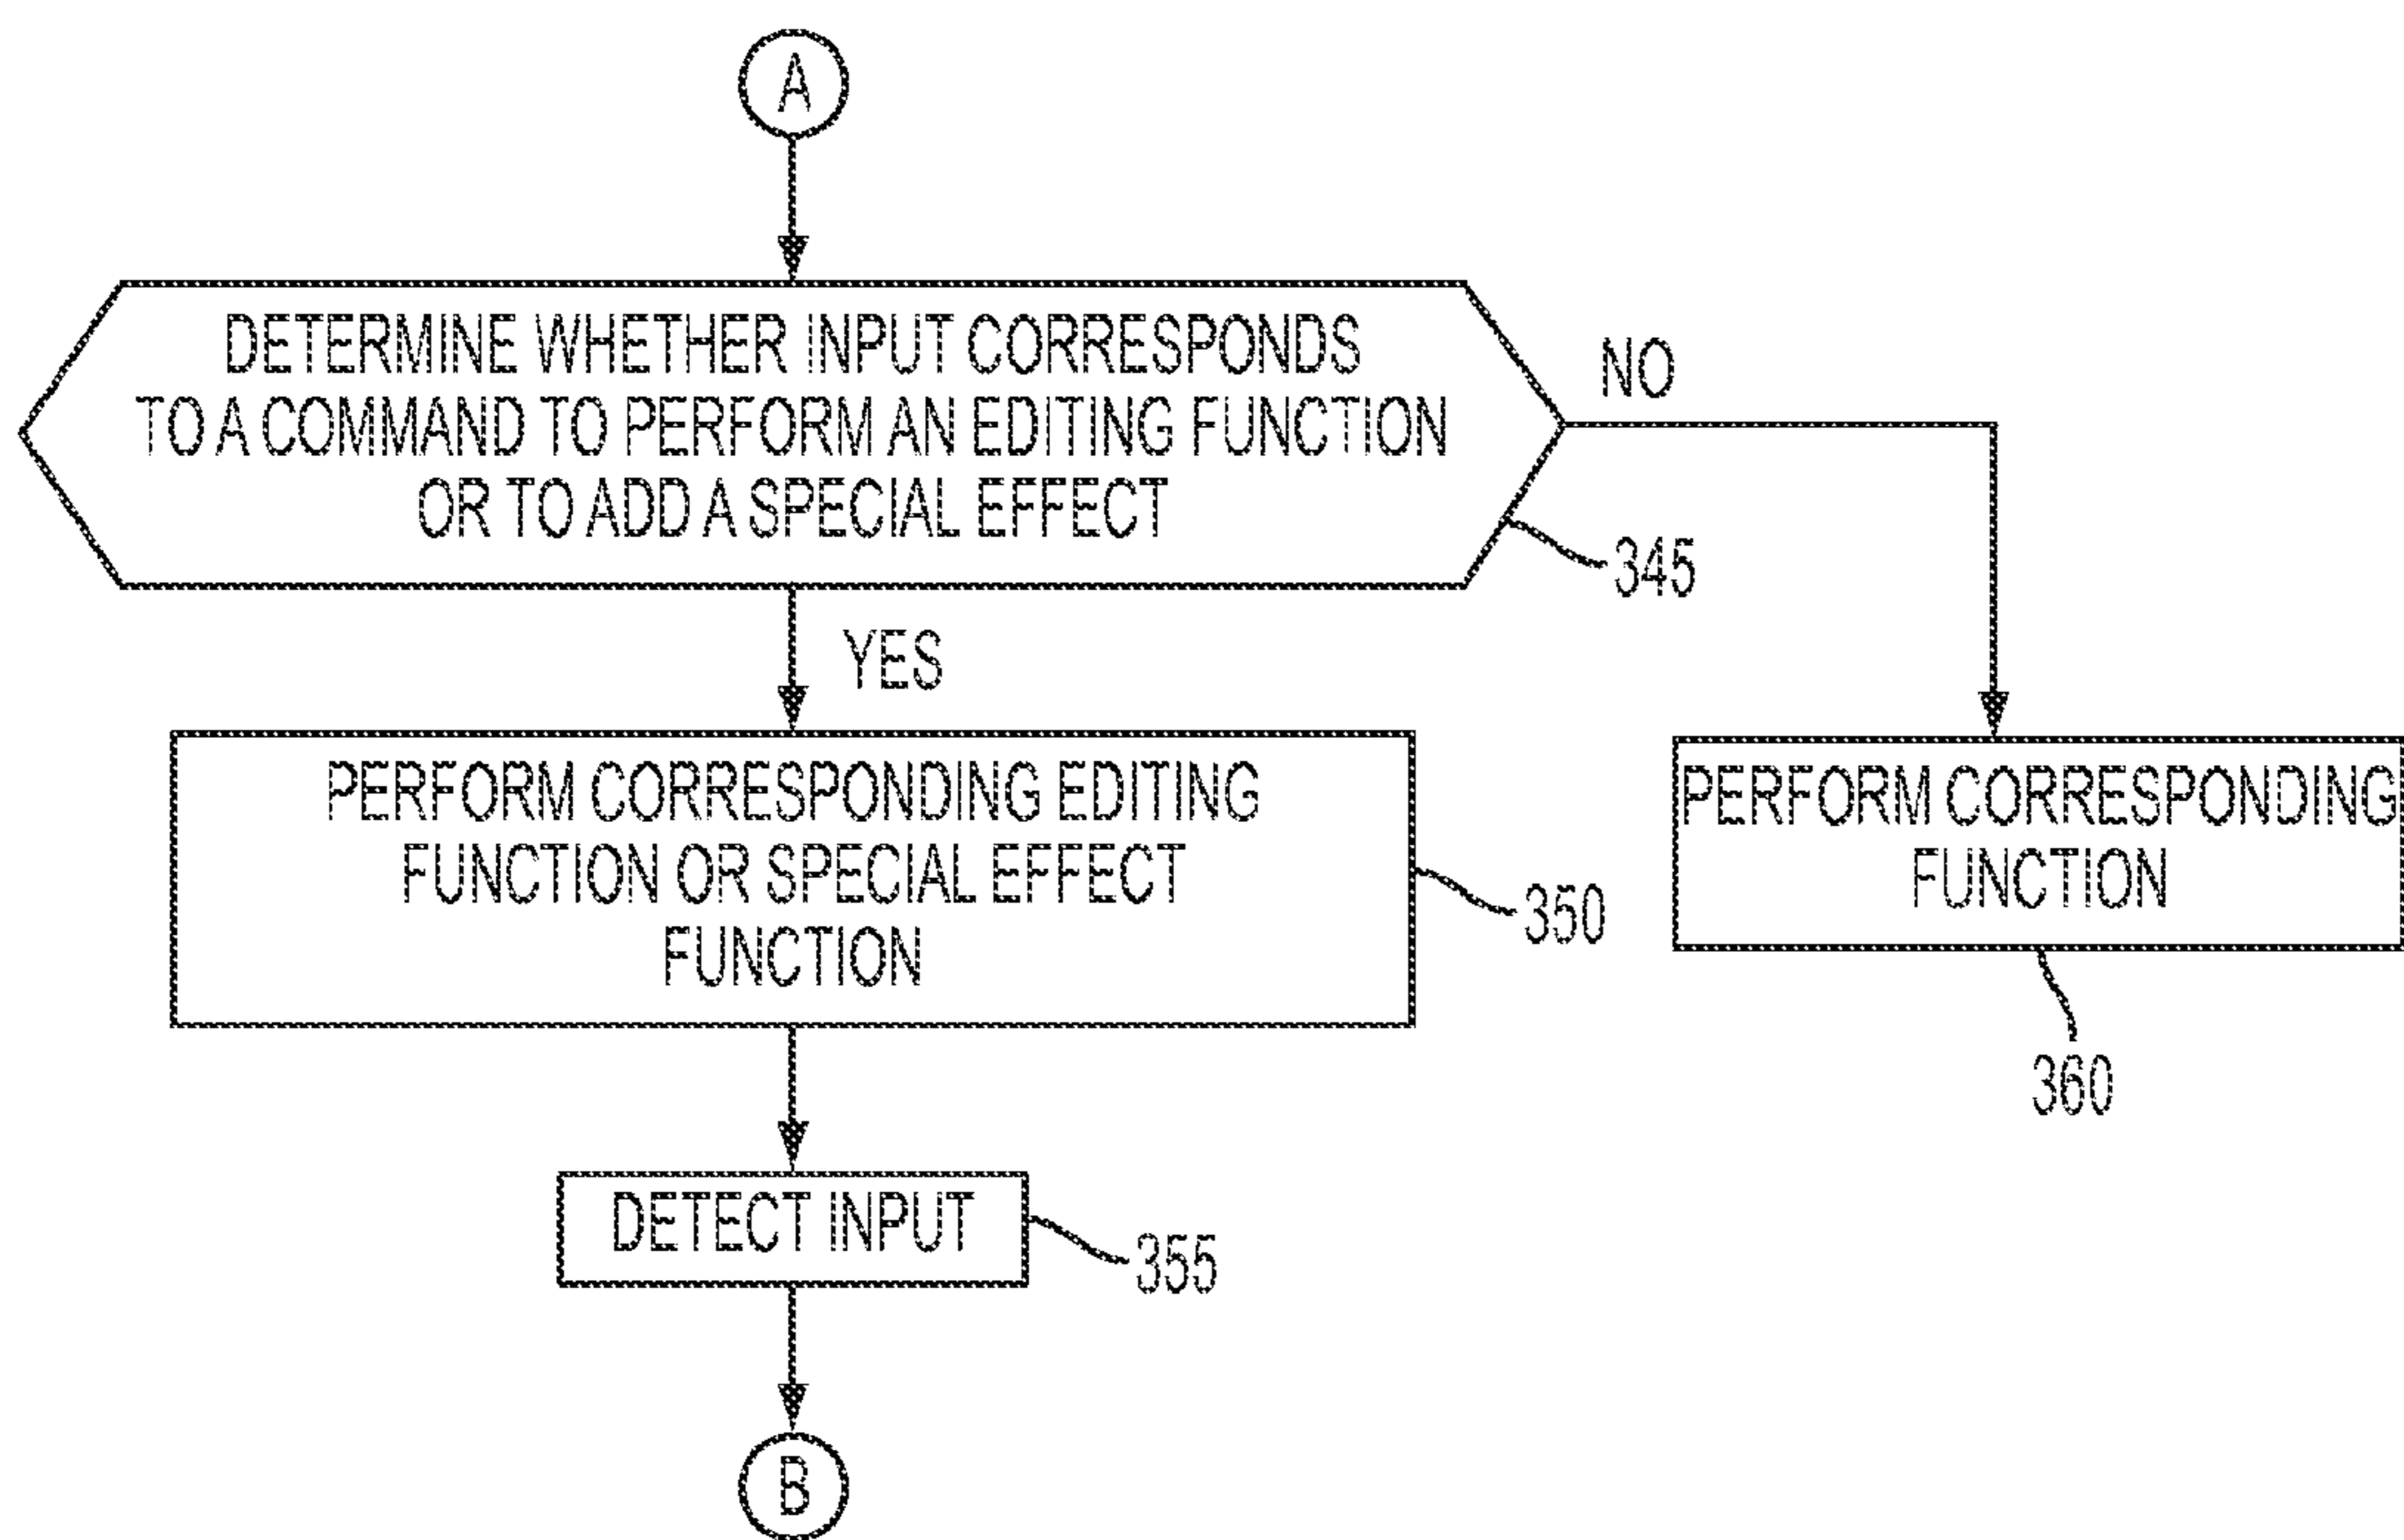 A
DETERMINE WHETHER INPUT CORRESPONDS
TO A COMMAND TO PERFORM AN EDITING FUNCTION
OR TO ADD A SPECIAL EFFECT
NO
345
YES
PERFORM CORRESPONDING EDITING
FUNCTION OR SPECIAL EFFECT
FUNCTION
350
PERFORM CORRESPONDING
FUNCTION
360
DETECT INPUT
355
B